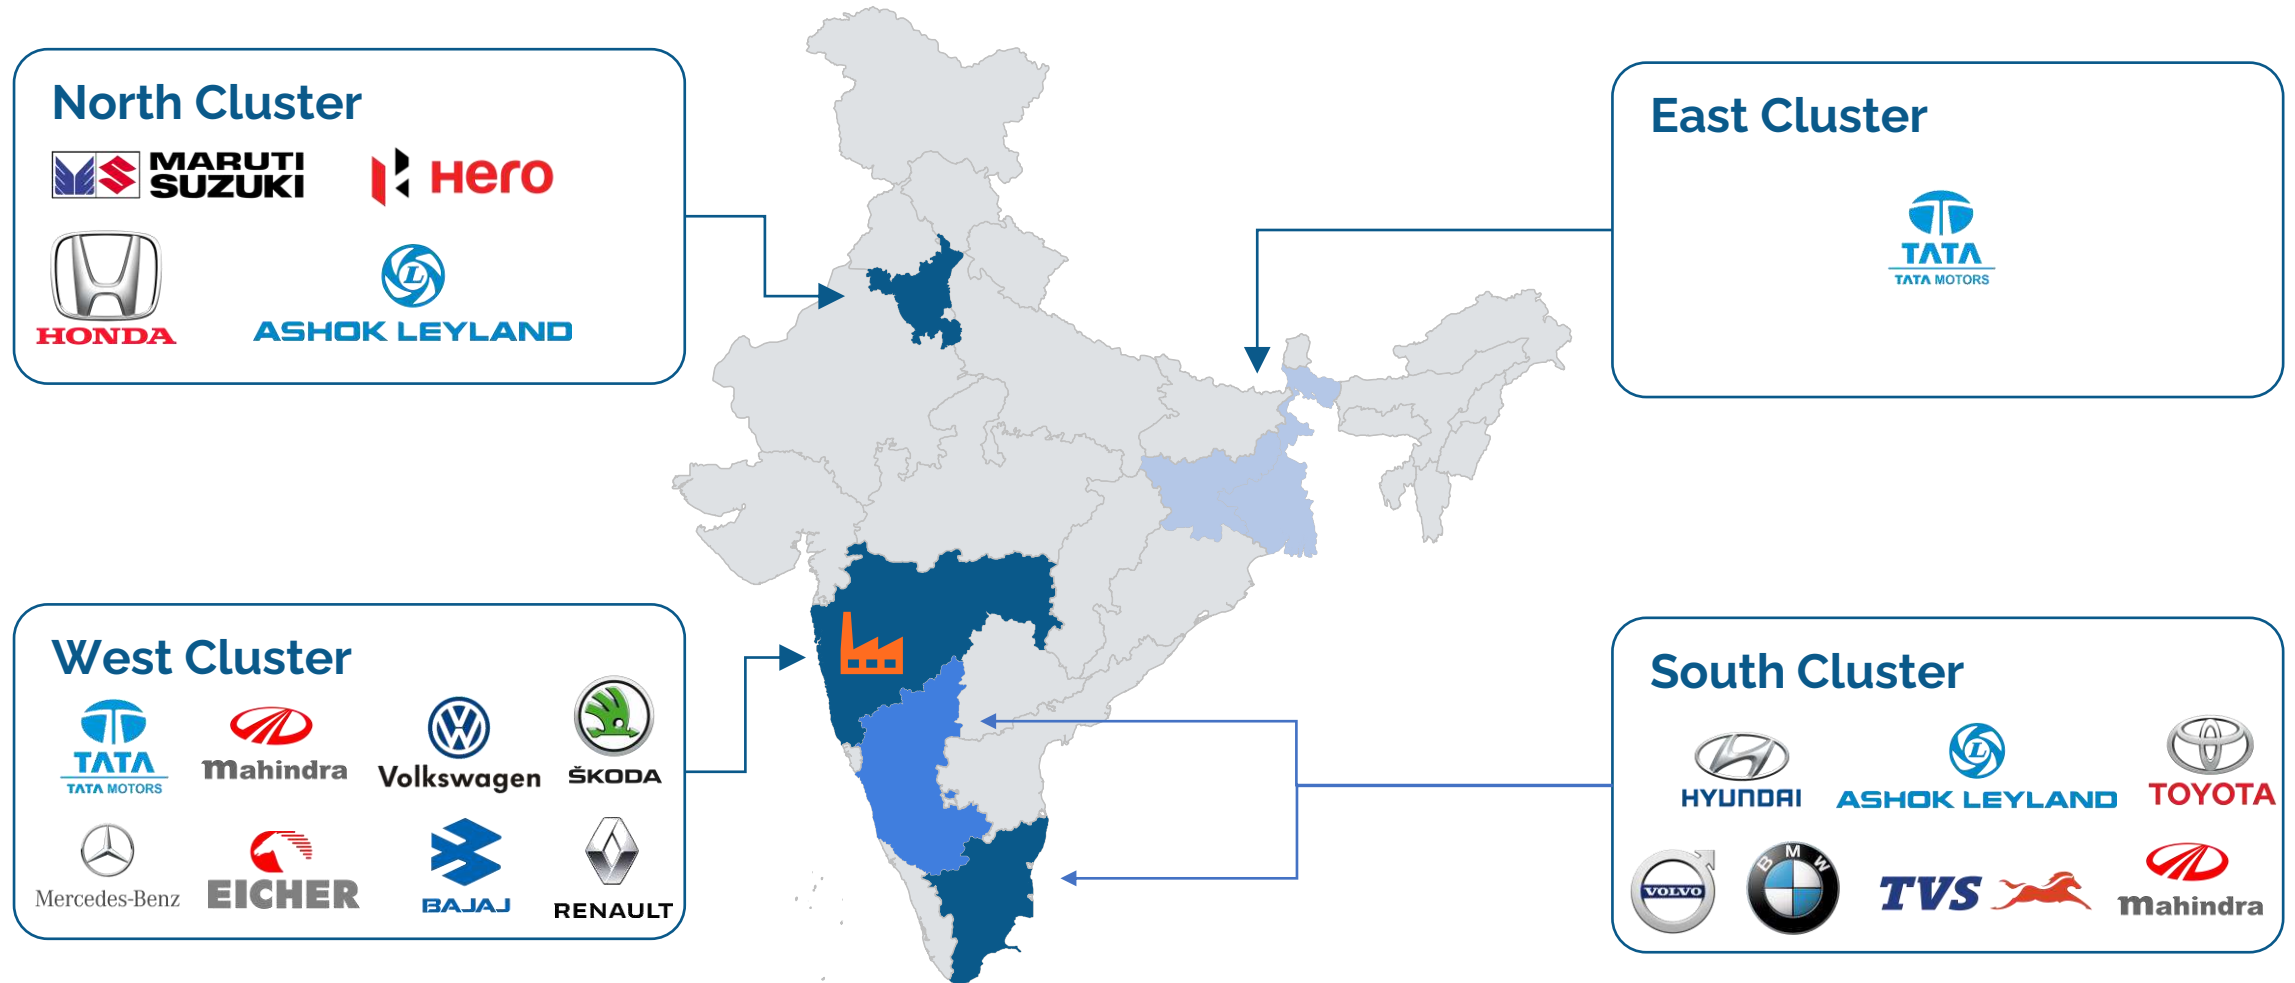 North Cluster
MARUTI
SUZUKI
Hero
HONDA
L
ASHOK LEYLAND
East Cluster
TATA
TATA MOTORS
West Cluster
TATA
TATA MOTORS
mahindra
Volkswagen
ŠKODA
Mercedes-Benz
EICHER
BAJAJ
RENAULT
South Cluster
HYUNDAI
L
ASHOK LEYLAND
TOYOTA
VOLVO
BMW
TVS
mahindra